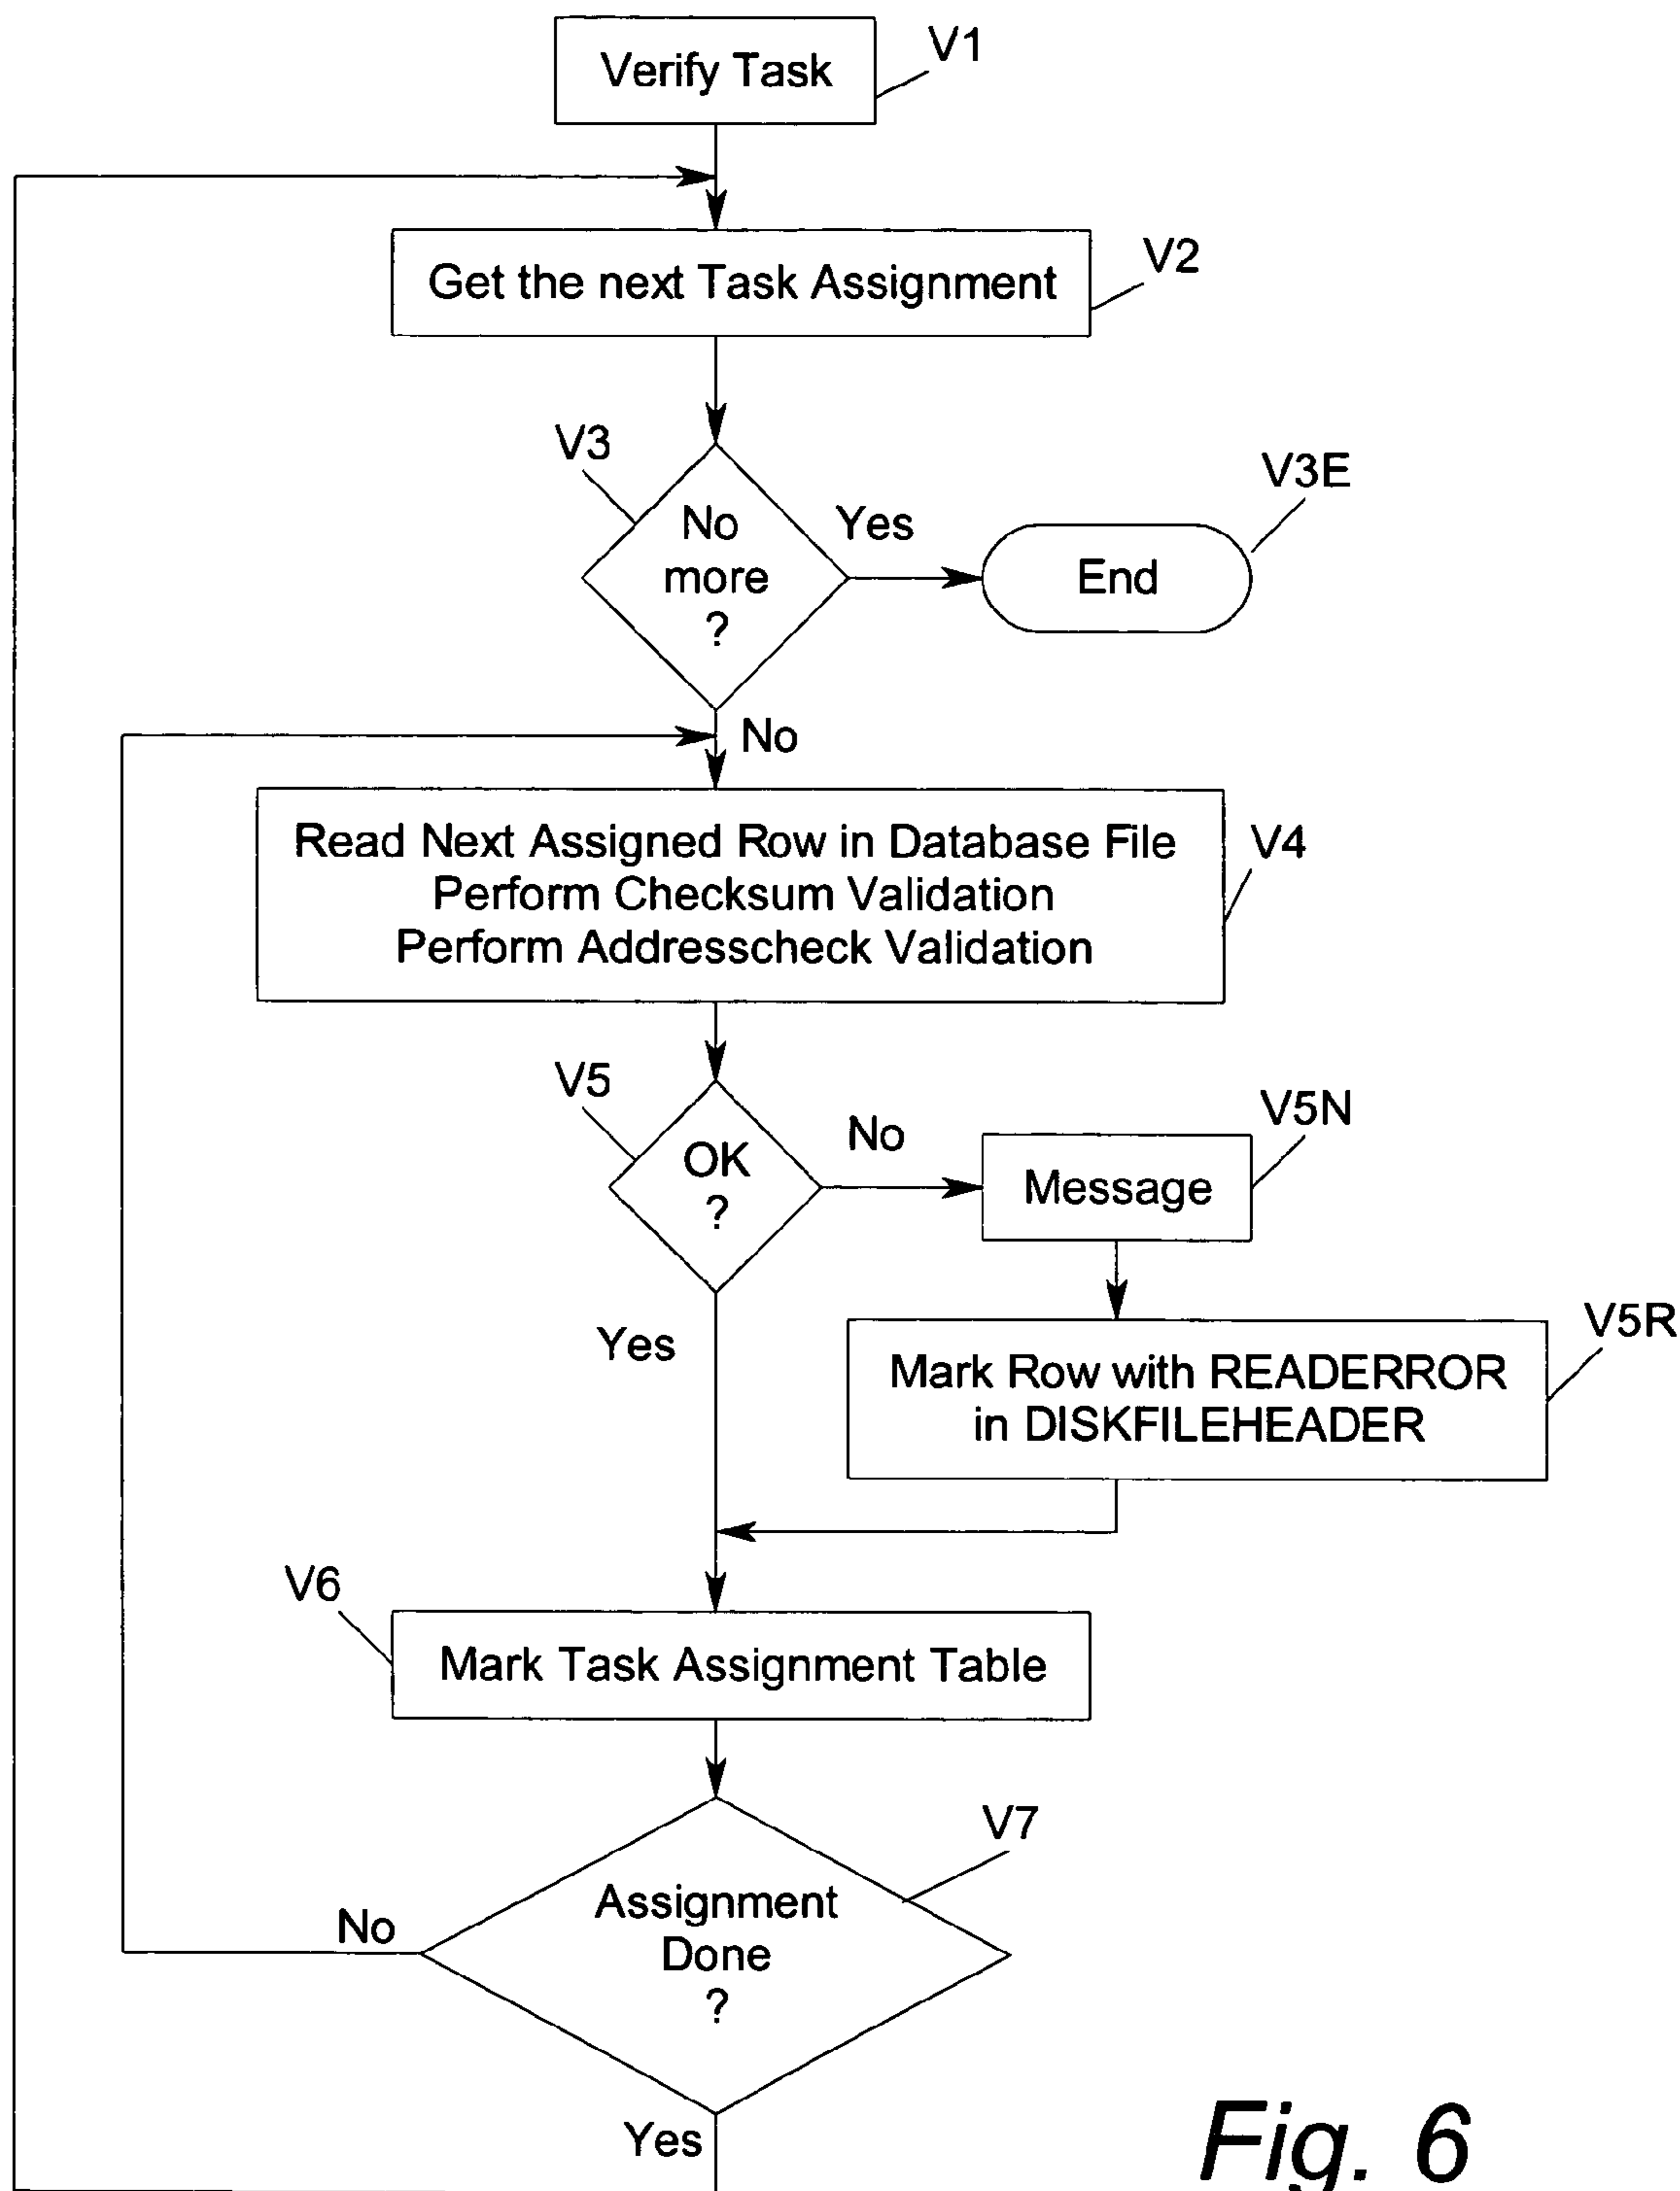 Verify Task
V1
Get the next Task Assignment
V2
V3
No
more
?
Yes
End
V3E
No
Read Next Assigned Row in Database File
Perform Checksum Validation
Perform Addresscheck Validation
V4
V5
OK
?
No
Message
V5N
Yes
Mark Row with READERROR
in DISKFILEHEADER
V5R
V6
Mark Task Assignment Table
V7
Assignment
Done
?
No
Yes
Fig. 6